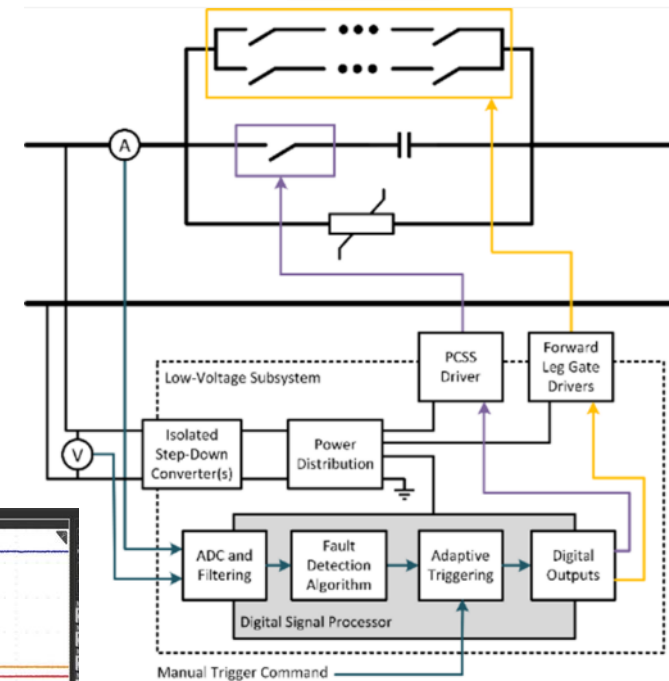 A
PCSS
Driver
Forward
Leg Gate
Drivers
Low-Voltage Subsystem
V
Isolated
Step-Down
Converter(s)
Power
Distribution
ADC and
Filtering
Fault
Detection
Algorithm
Adaptive
Triggering
Digital
Outputs
Digital Signal Processor
Manual Trigger Command